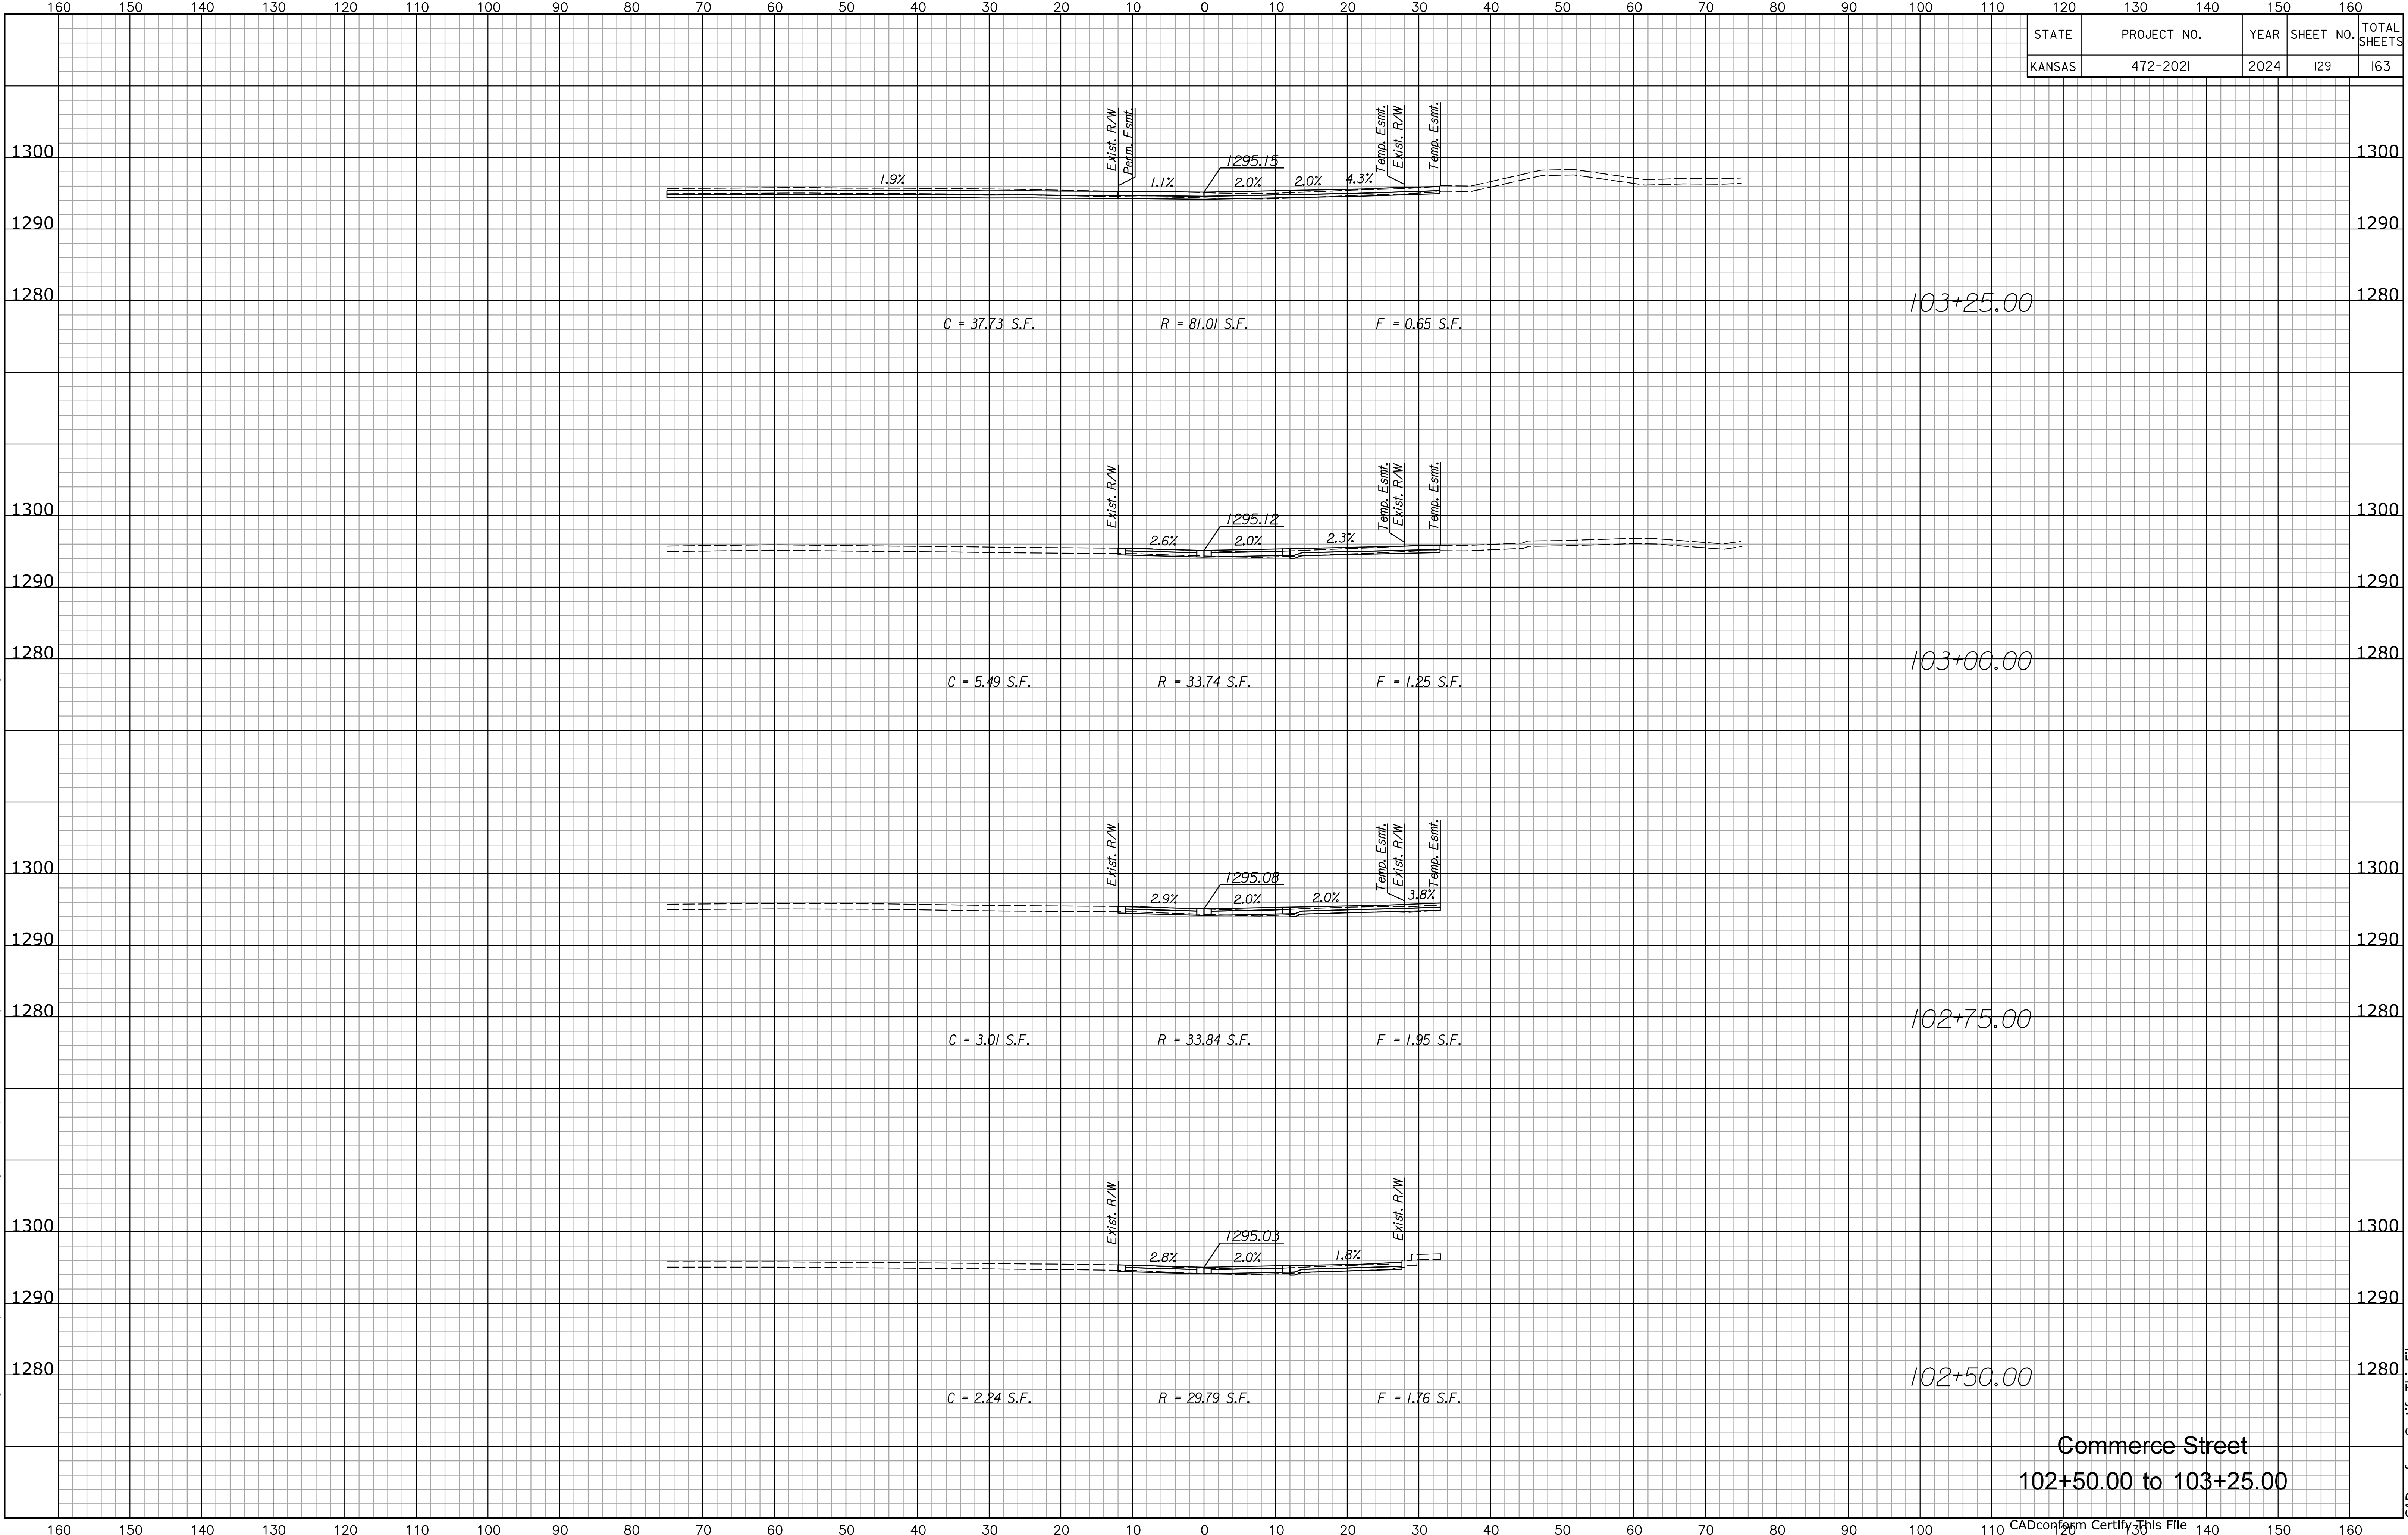 160 150 140 130 120 110 100 90 80 70 60 50 40 30 20 10 0 10 20 30 40 50 60 70 80 90 100 110 120 130 140 150 160
STATE PROJECT NO. YEAR SHEET NO. TOTAL SHEETS
KANSAS 472-2021 2024 129 163
Exist. R/W
Perm. Esmt.
Temp. Esmt.
Exist. R/W
Temp. Esmt.
1300 1300
1295.15
1.9% 1.1% 2.0% 2.0% 4.3%
1290 1290
1280 103+25.00 1280
C = 37.73 S.F. R = 81.01 S.F. F = 0.65 S.F.
Exist. R/W
Temp. Esmt.
Exist. R/W
Temp. Esmt.
1300 1300
1295.12
2.6% 2.0% 2.3%
1290 1290
1280 103+00.00 1280
C = 5.49 S.F. R = 33.74 S.F. F = 1.25 S.F.
Exist. R/W
Temp. Esmt.
Exist. R/W
Temp. Esmt.
1300 1300
1295.08
2.9% 2.0% 2.0% 3.8%
1290 1290
1280 102+75.00 1280
C = 3.01 S.F. R = 33.84 S.F. F = 1.95 S.F.
Exist. R/W
Exist. R/W
1300 1300
1295.03
2.8% 2.0% 1.8%
1290 1290
1280 102+50.00 1280
C = 2.24 S.F. R = 29.79 S.F. F = 1.76 S.F.
Commerce Street
102+50.00 to 103+25.00
CADconform Certify This File
160 150 140 130 120 110 100 90 80 70 60 50 40 30 20 10 0 10 20 30 40 50 60 70 80 90 100 110 120 130 140 150 160